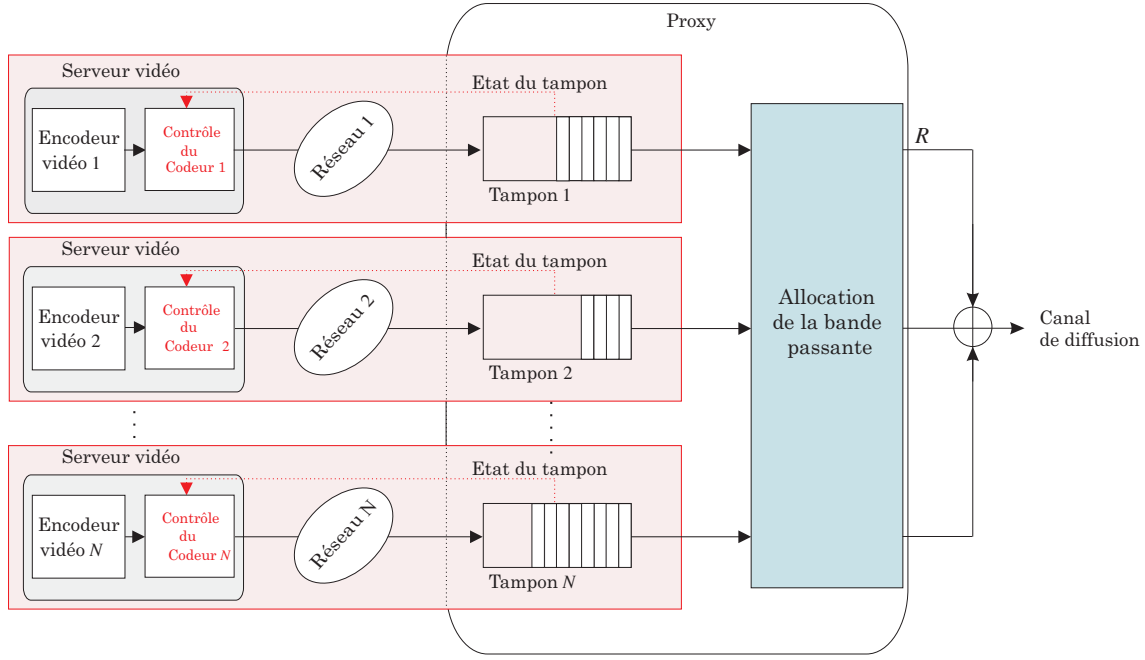 Proxy
Serveur vidéo
Etat du tampon
Encodeur
vidéo 1
Contrôle
du
Codeur 1
Réseau 1
Tampon 1
R
Serveur vidéo
Etat du tampon
Encodeur
vidéo 2
Contrôle
du
Codeur 2
Réseau 2
Tampon 2
Allocation
de la bande
passante
Canal
de diffusion
Serveur vidéo
Etat du tampon
Encodeur
vidéo N
Contrôle
du
Codeur N
Réseau N
Tampon N